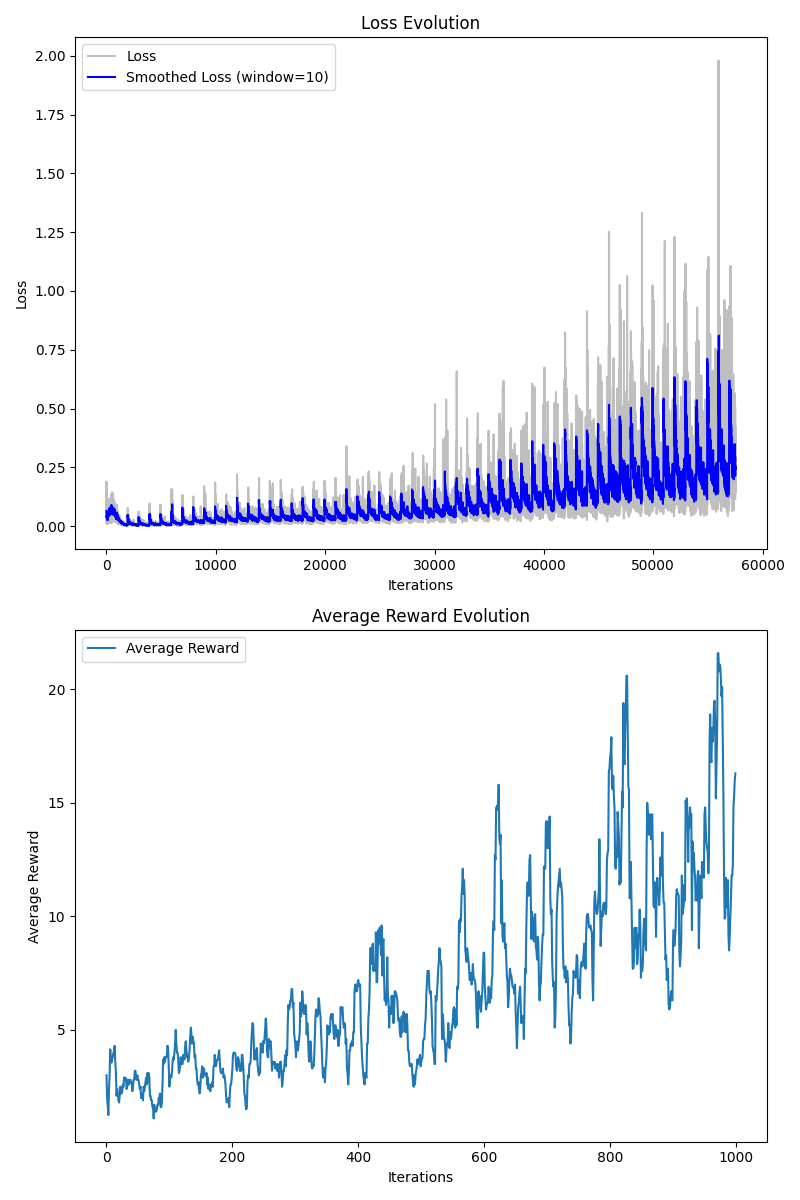 Loss Evolution
Loss
Smoothed Loss (window=10)
2.00
1.75
1.50
1.25
1.00
0.75
0.50
0.25
0.00
Loss
0
10000
20000
30000
40000
50000
60000
Iterations
Average Reward Evolution
Average Reward
20
15
10
5
Average Reward
0
200
400
600
800
1000
Iterations